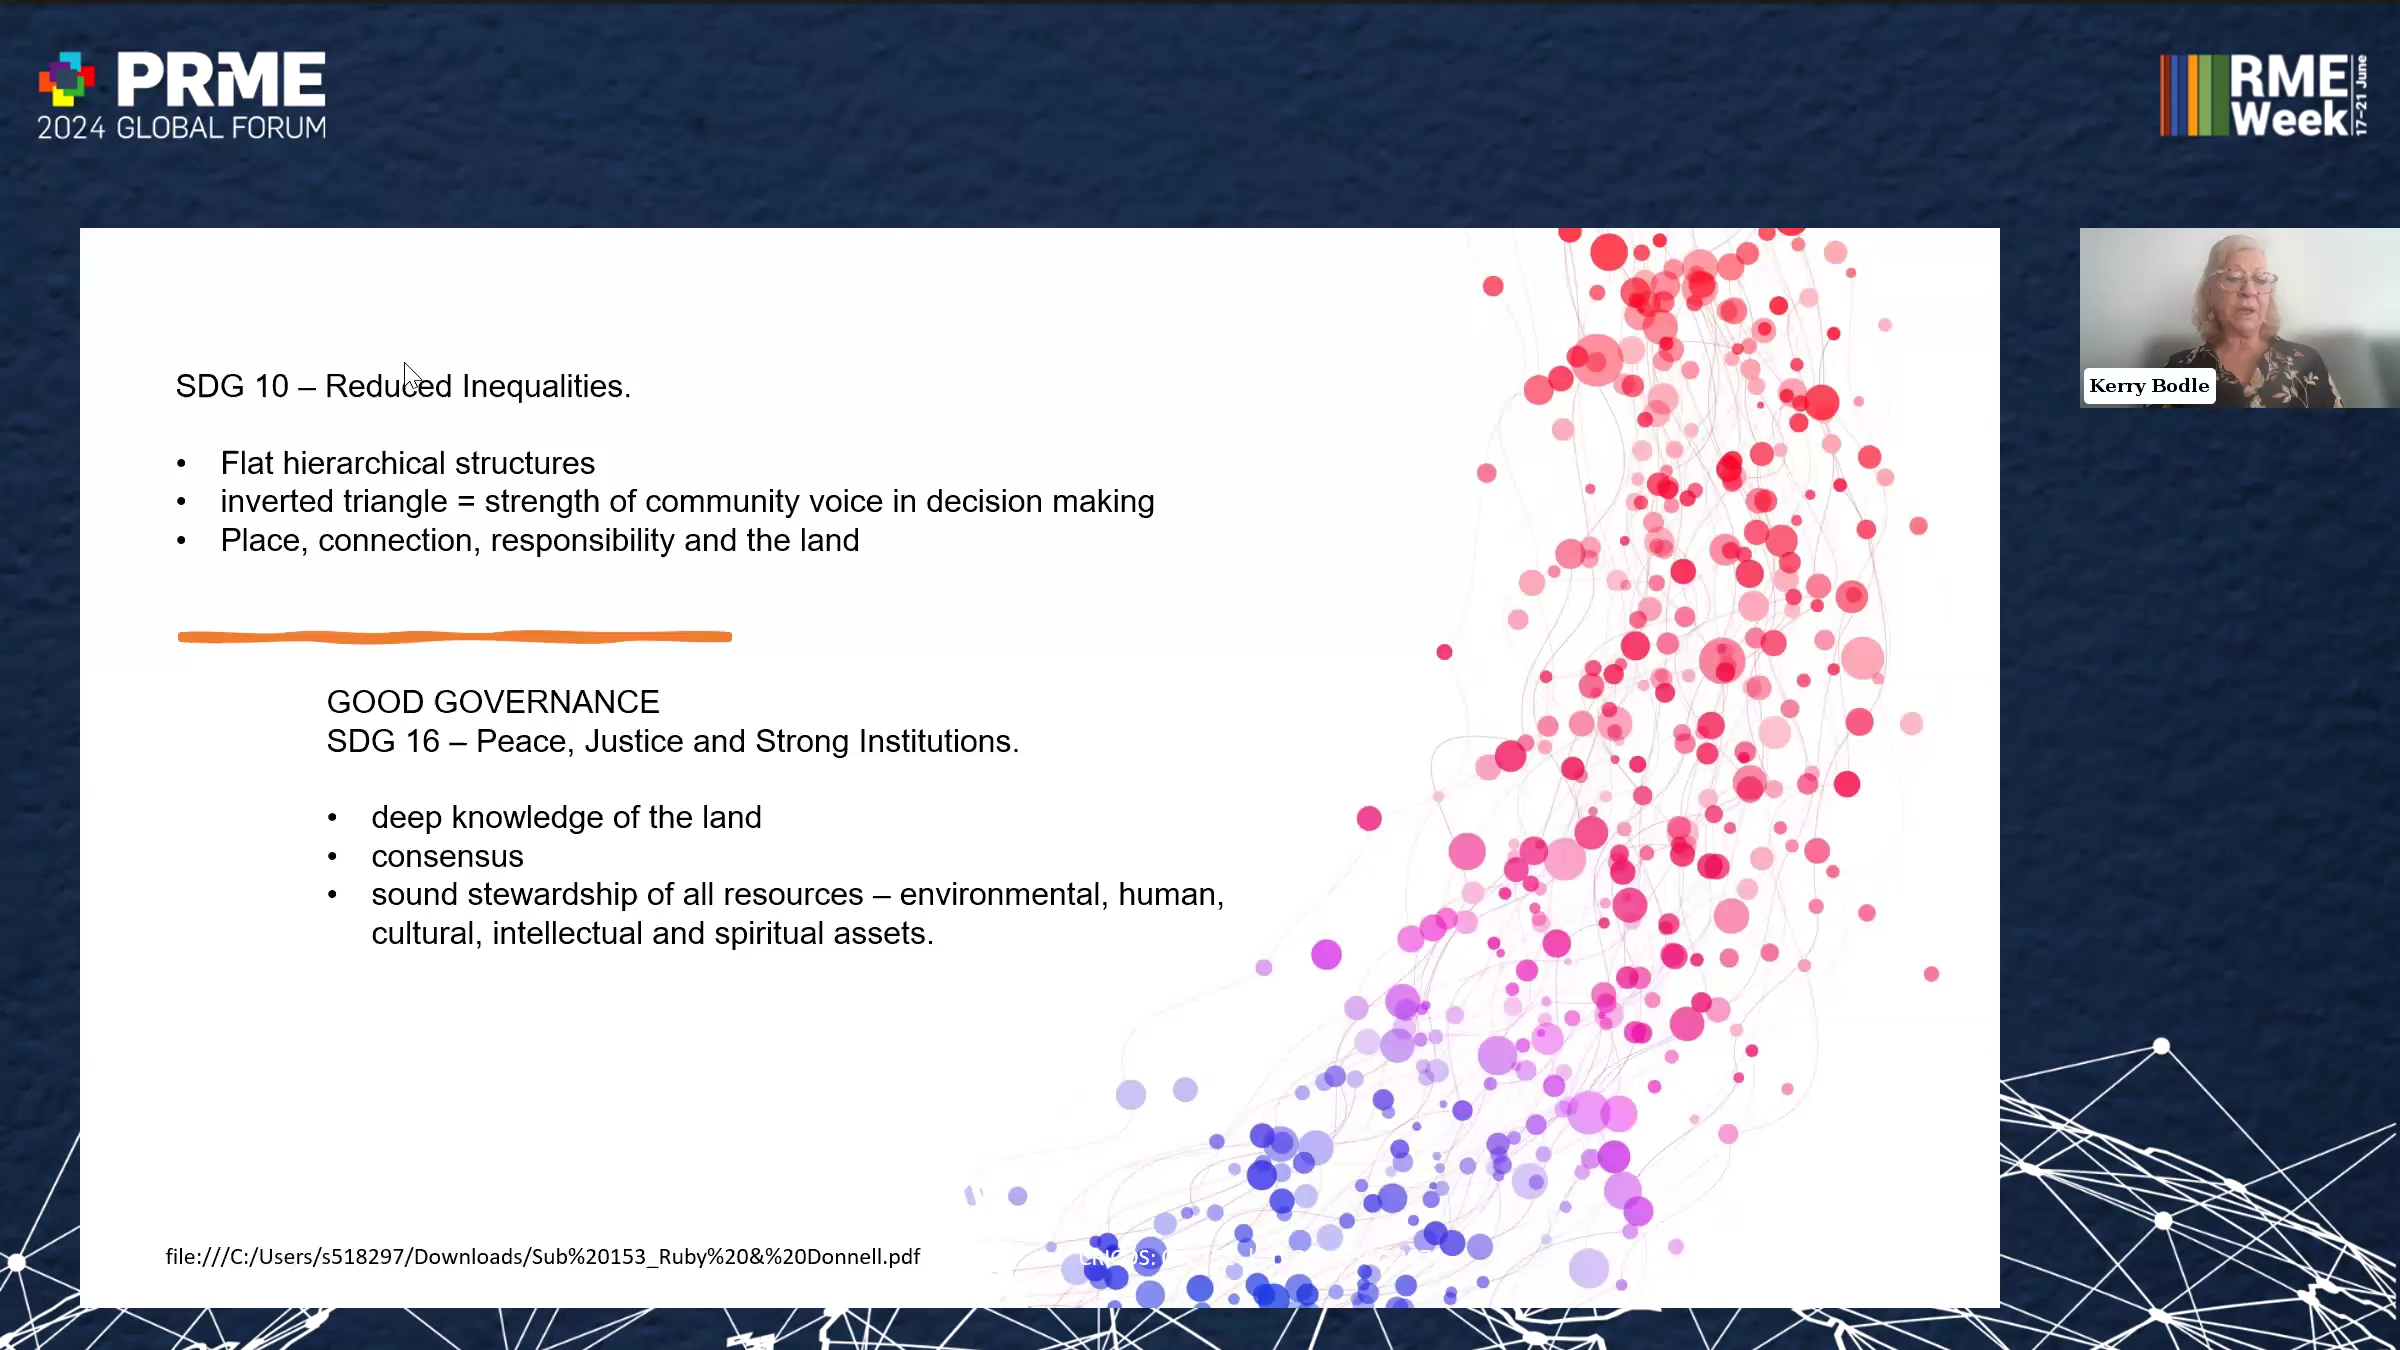 PRME
2024 GLOBAL FORUM
RME
Week
17-21 June
SDG 10 – Reduced Inequalities.
• Flat hierarchical structures
• inverted triangle = strength of community voice in decision making
• Place, connection, responsibility and the land
Kerry Bodle
GOOD GOVERNANCE
SDG 16 – Peace, Justice and Strong Institutions.
• deep knowledge of the land
• consensus
• sound stewardship of all resources – environmental, human,
cultural, intellectual and spiritual assets.
file:///C:/Users/s518297/Downloads/Sub%20153_Ruby%20&%20Donnell.pdf